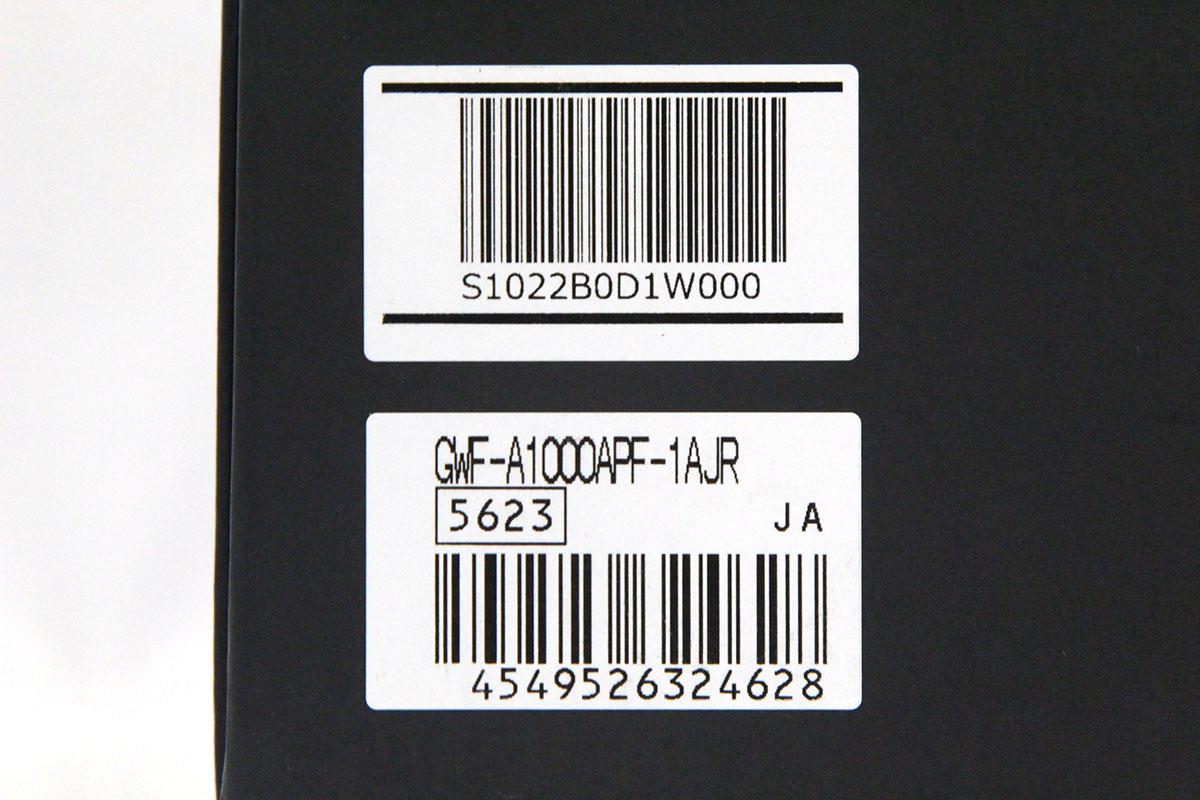 S1022B0D1W000
GWF-A1000APF-1AJR
5623 JA
4549526324628